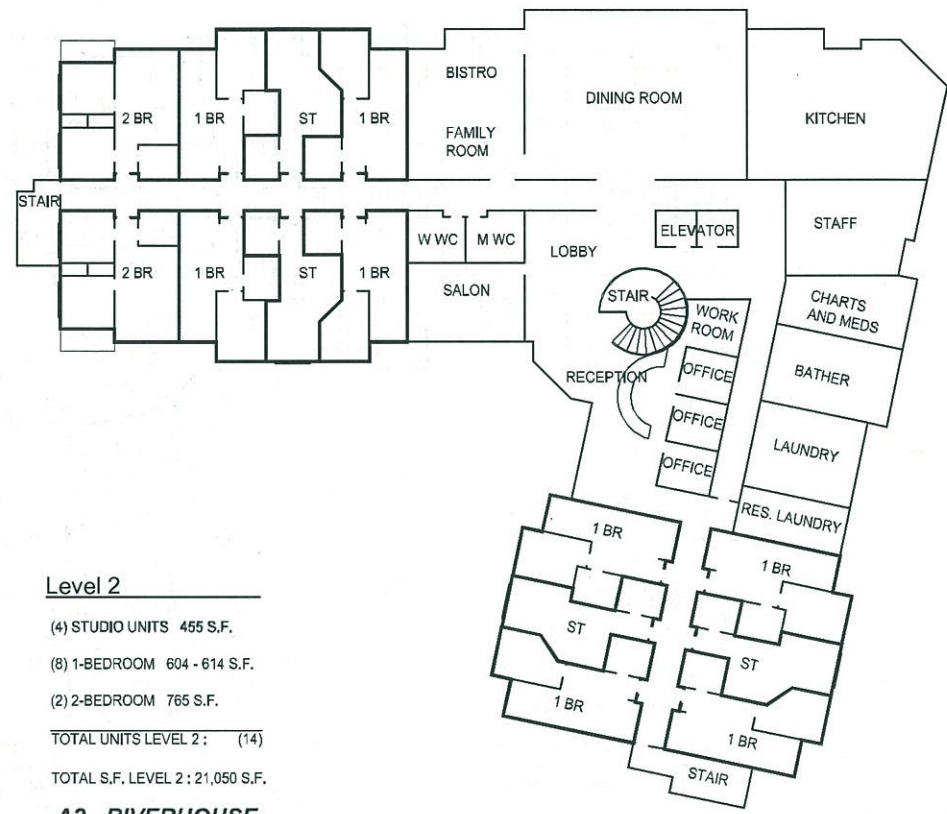 BISTRO
DINING ROOM
KITCHEN
2 BR
1 BR
ST
1 BR
FAMILY
ROOM
STAIR
STAFF
W WC
M WC
LOBBY
ELEVATOR
2 BR
1 BR
ST
1 BR
SALON
STAIR
WORK
ROOM
CHARTS
AND MEDS
RECEPTION
OFFICE
BATHER
OFFICE
LAUNDRY
OFFICE
RES. LAUNDRY
1 BR
1 BR
ST
ST
1 BR
1 BR
STAIR
Level 2
(4) STUDIO UNITS 455 S.F.
(8) 1-BEDROOM 604 - 614 S.F.
(2) 2-BEDROOM 765 S.F.
TOTAL UNITS LEVEL 2 : (14)
TOTAL S.F. LEVEL 2 : 21,050 S.F.